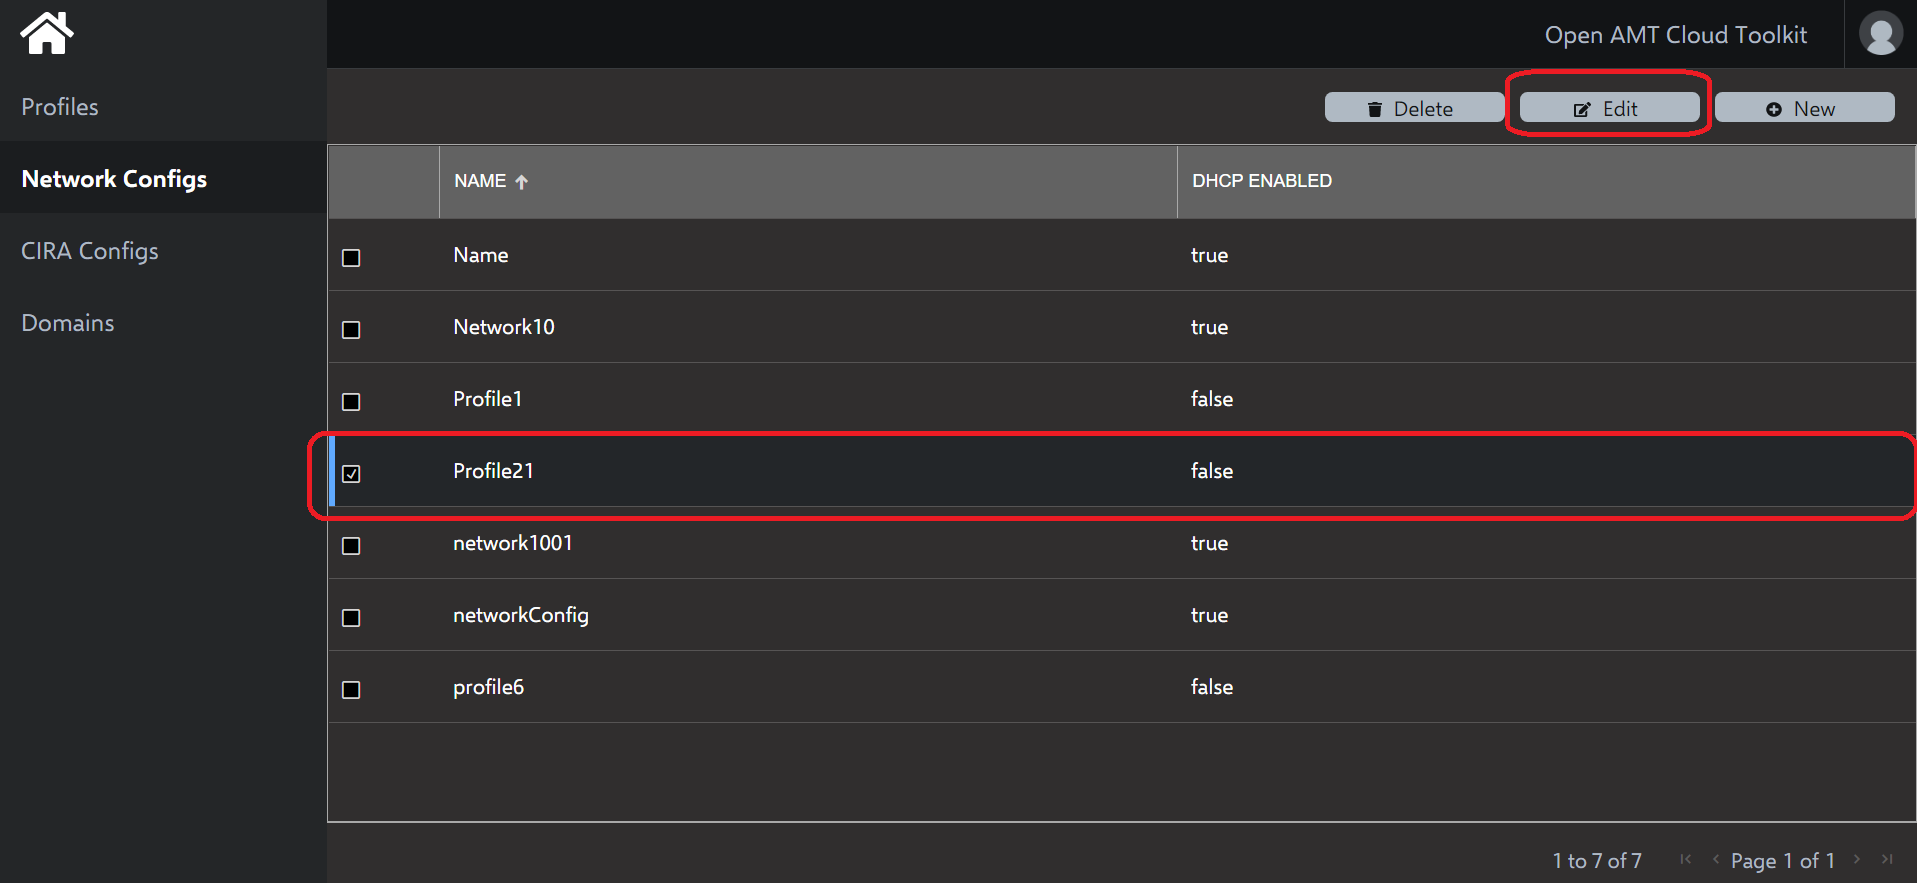 Open AMT Cloud Toolkit
Profiles
Network Configs
CIRA Configs
Domains
Delete Edit New
NAME DHCP ENABLED
Name true
Network10 true
Profile1 false
Profile21 false
network1001 true
networkConfig true
profile6 false
1 to 7 of 7 Page 1 of 1